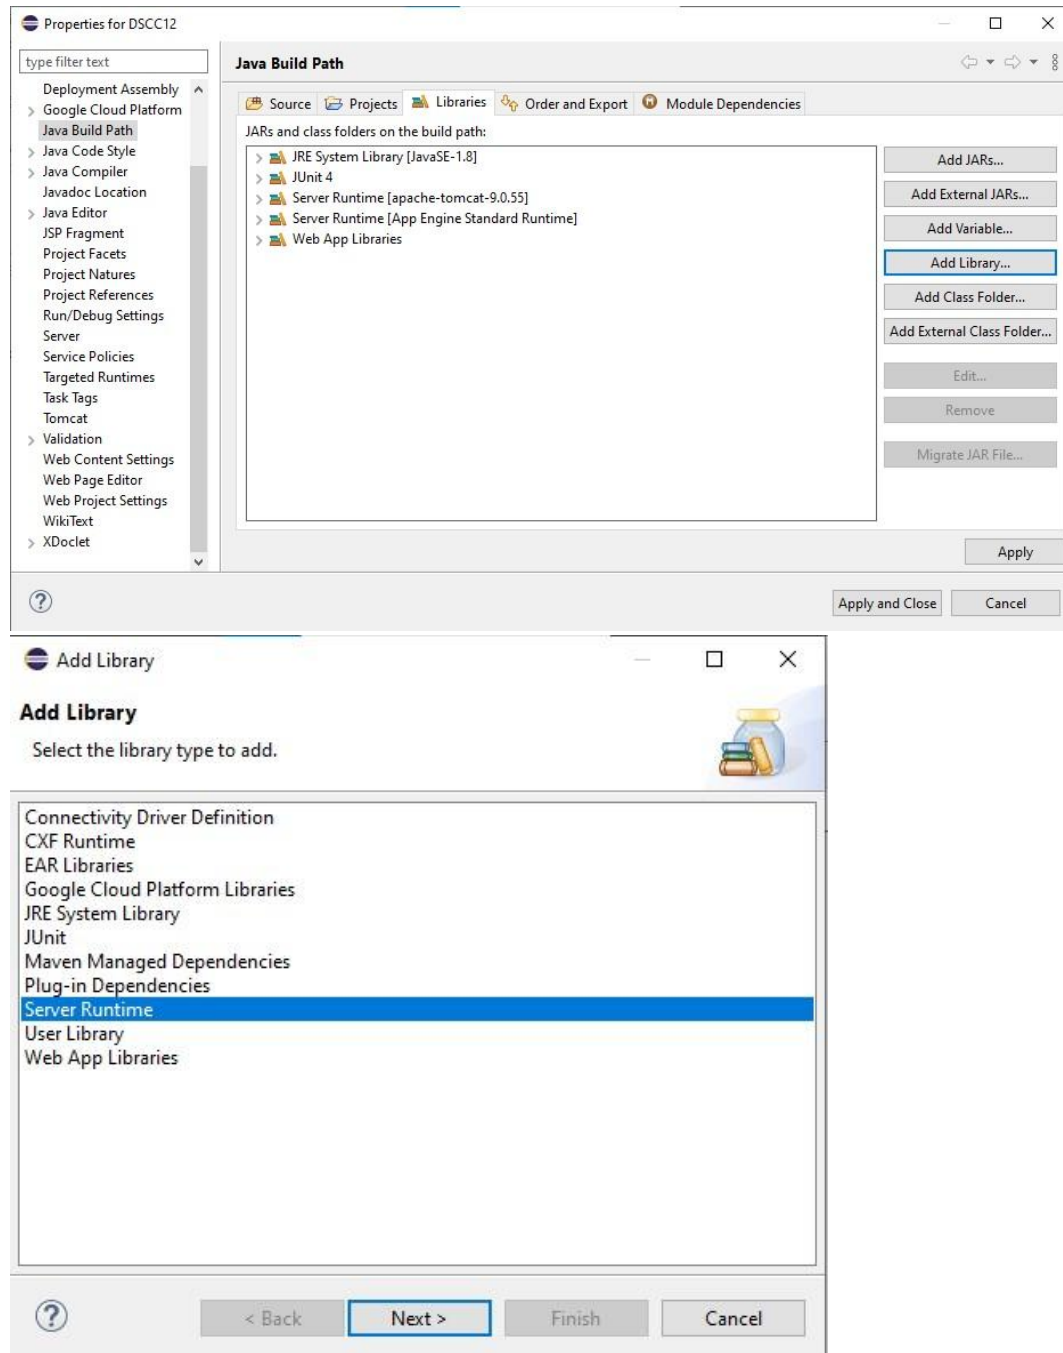 Properties for DSCC12
type filter text
Deployment Assembly
Google Cloud Platform
Java Build Path
Java Code Style
Java Compiler
Javadoc Location
Java Editor
JSP Fragment
Project Facets
Project Natures
Project References
Run/Debug Settings
Server
Service Policies
Targeted Runtimes
Task Tags
Tomcat
Validation
Web Content Settings
Web Page Editor
Web Project Settings
WikiText
XDoclet
Java Build Path
Source Projects Libraries Order and Export Module Dependencies
JARs and class folders on the build path:
JRE System Library [JavaSE-1.8]
JUnit 4
Server Runtime [apache-tomcat-9.0.55]
Server Runtime [App Engine Standard Runtime]
Web App Libraries
Add JARs...
Add External JARs...
Add Variable...
Add Library...
Add Class Folder...
Add External Class Folder...
Edit...
Remove
Migrate JAR File...
Apply
? Apply and Close Cancel
Add Library
Add Library
Select the library type to add.
Connectivity Driver Definition
CXF Runtime
EAR Libraries
Google Cloud Platform Libraries
JRE System Library
JUnit
Maven Managed Dependencies
Plug-in Dependencies
Server Runtime
User Library
Web App Libraries
? < Back Next > Finish Cancel